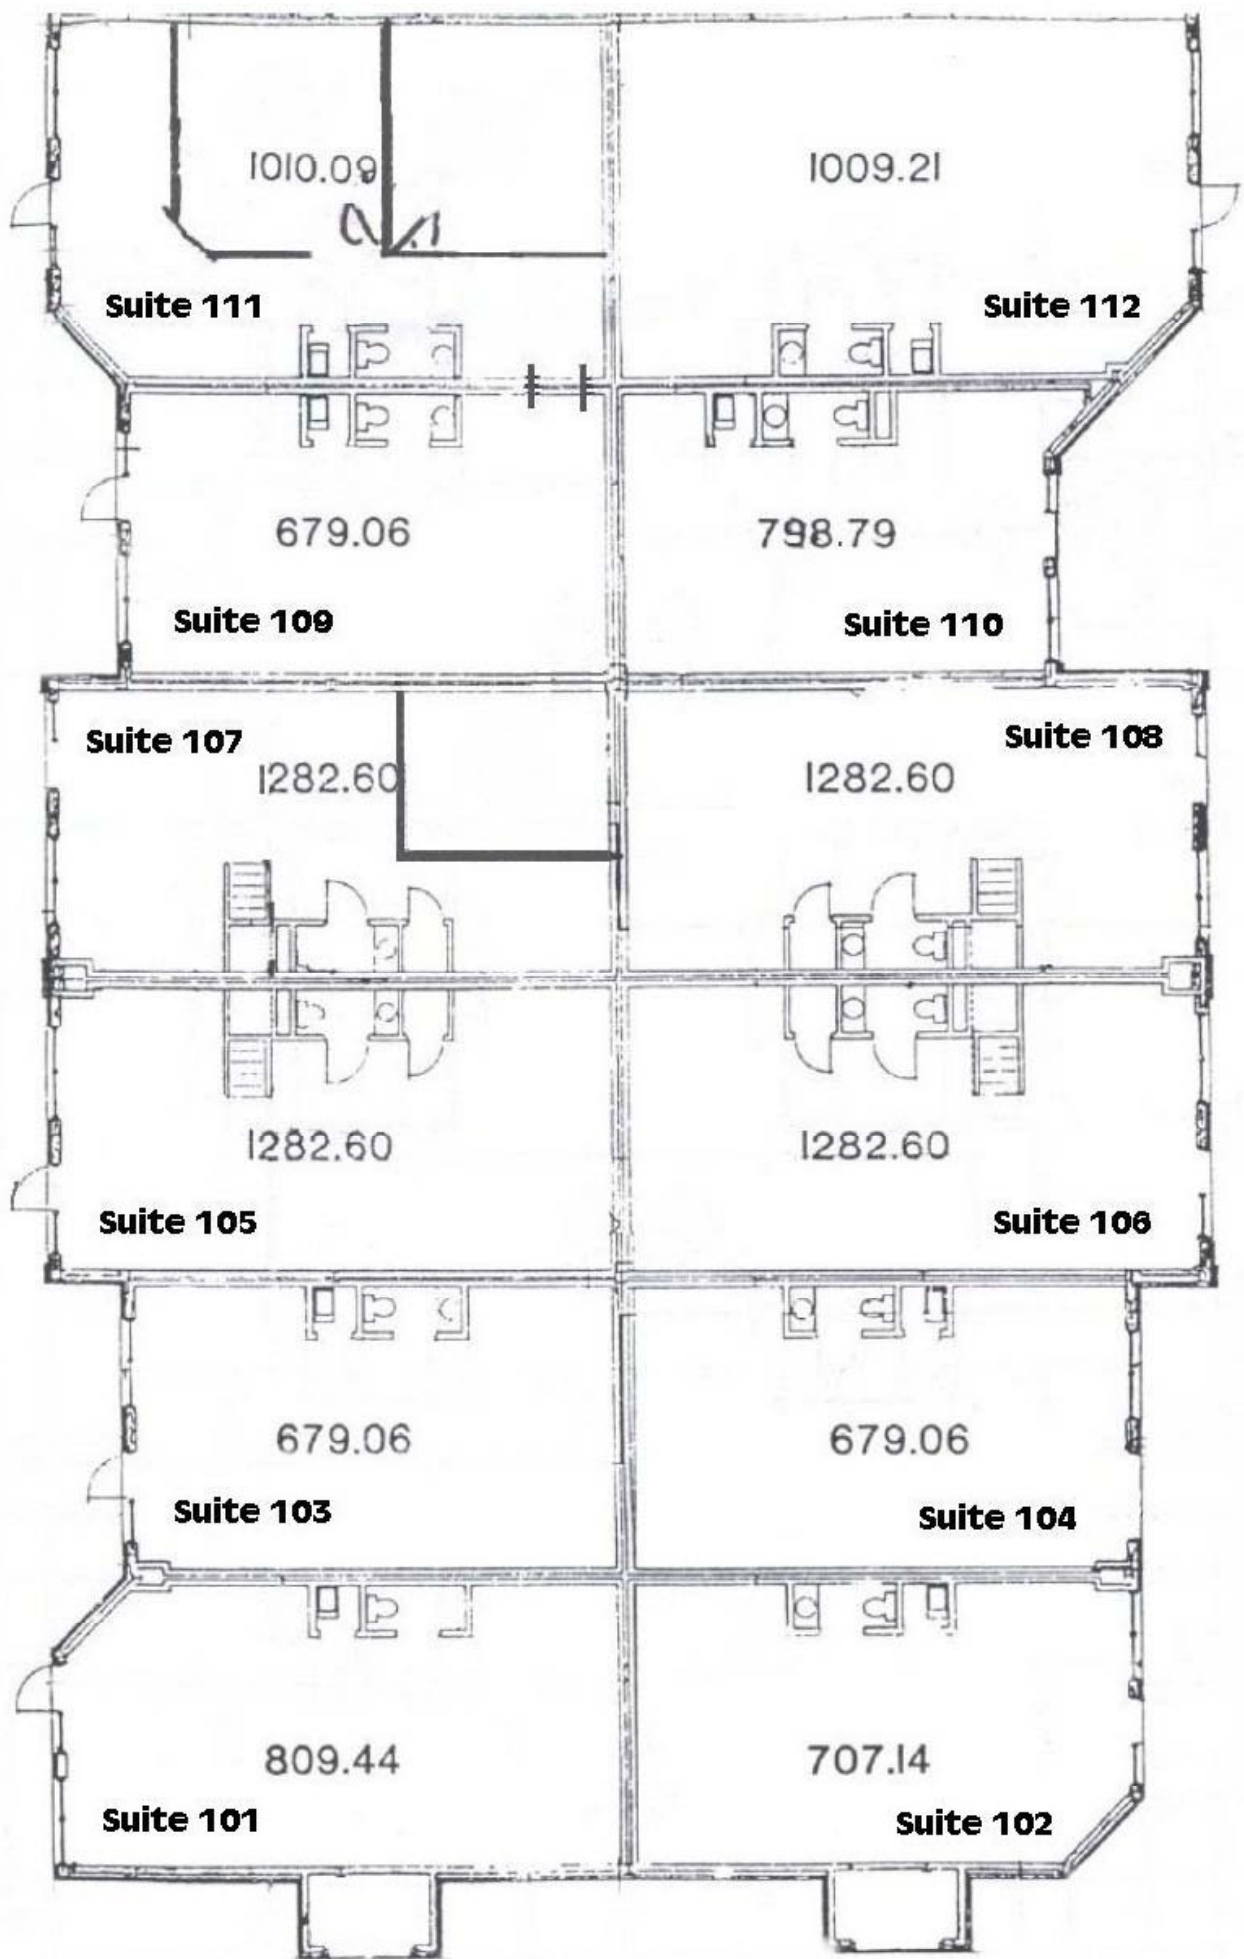 1010.09
1009.21
Suite 111
Suite 112
679.06
798.79
Suite 109
Suite 110
Suite 107
Suite 108
1282.60
1282.60
1282.60
1282.60
Suite 105
Suite 106
679.06
679.06
Suite 103
Suite 104
809.44
707.14
Suite 101
Suite 102